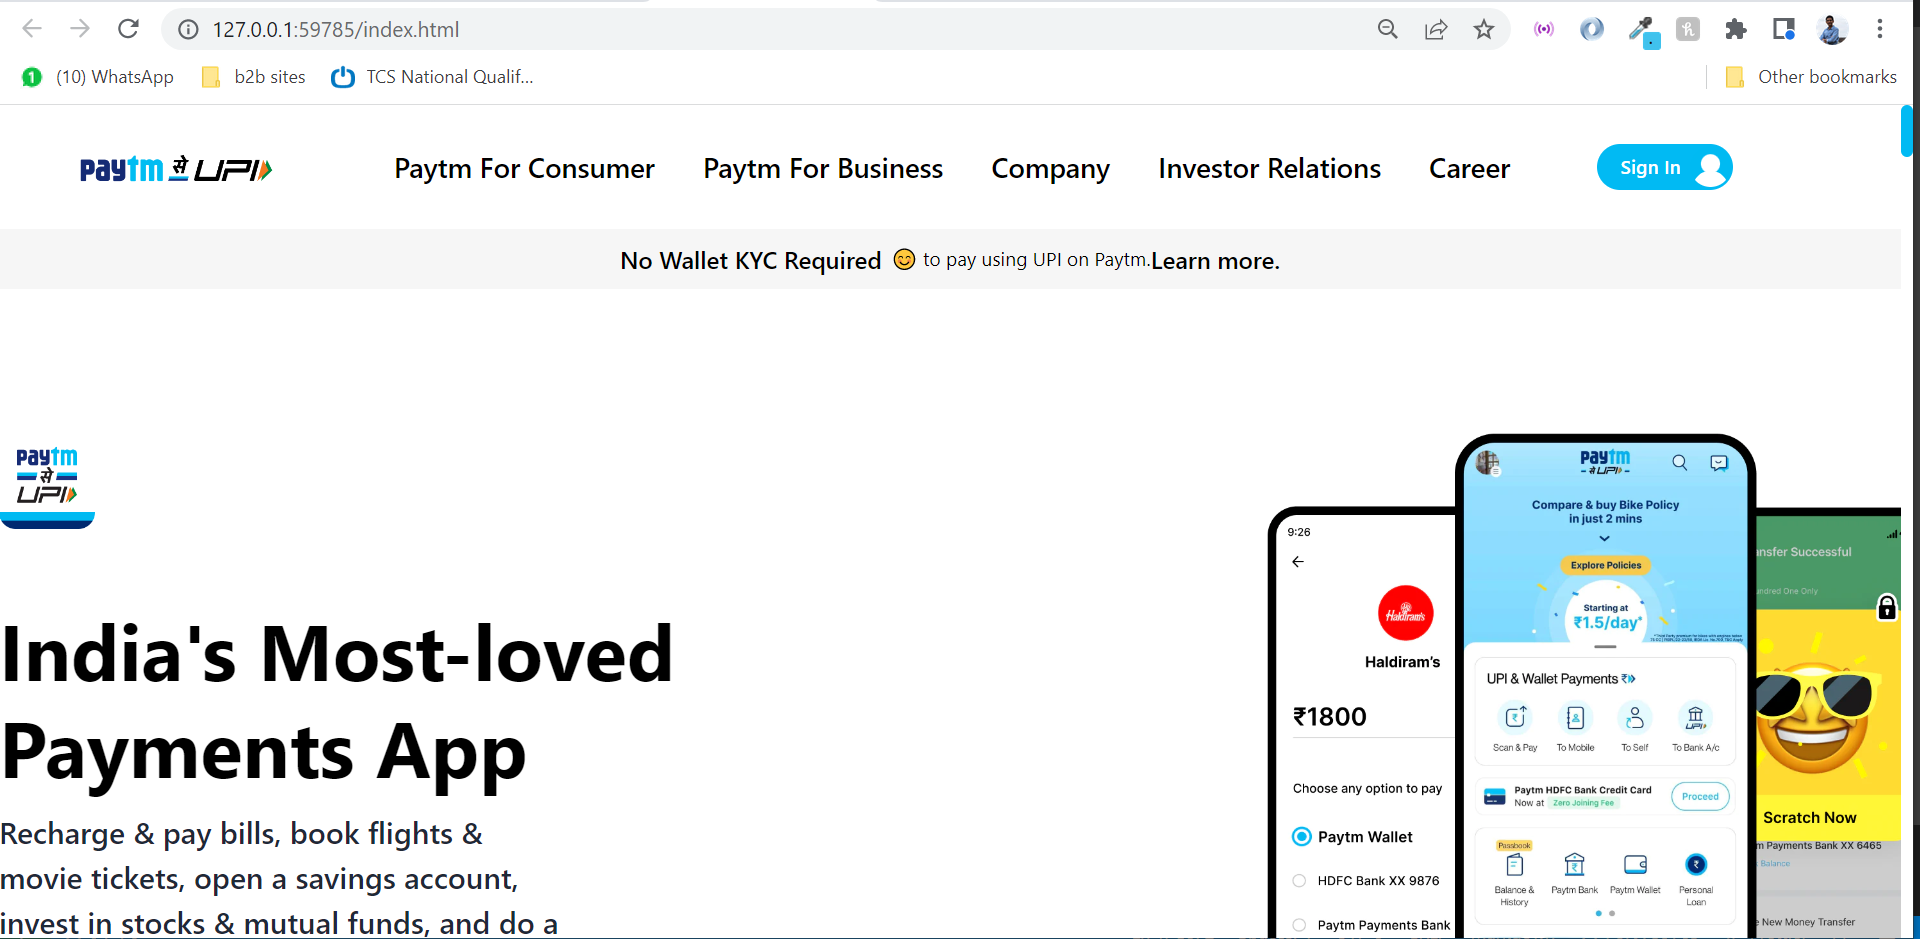 127.0.0.1:59785/index.html
(10) WhatsApp
b2b sites
TCS National Qualif...
Other bookmarks
paytm से UPI
Paytm For Consumer
Paytm For Business
Company
Investor Relations
Career
Sign In
No Wallet KYC Required 😊 to pay using UPI on Paytm.Learn more.
paytm
से
UPI
India's Most-loved
Payments App
Recharge & pay bills, book flights &
movie tickets, open a savings account,
invest in stocks & mutual funds, and do a
9:26
Haldiram's
Haldiram's
₹1800
Choose any option to pay
Paytm Wallet
HDFC Bank XX 9876
Paytm Payments Bank
paytm
से UPI
Compare & buy Bike Policy
in just 2 mins
Explore Policies
Starting at
₹1.5/day*
UPI & Wallet Payments
Scan & Pay
To Mobile
To Self
To Bank A/c
Paytm HDFC Bank Credit Card
Now at Zero Joining Fee
Proceed
Passbook
Balance &
History
Paytm Bank
Paytm Wallet
Personal
Loan
nsfer Successful
undred One Only
Scratch Now
m Payments Bank XX 6465
Balance
e New Money Transfer